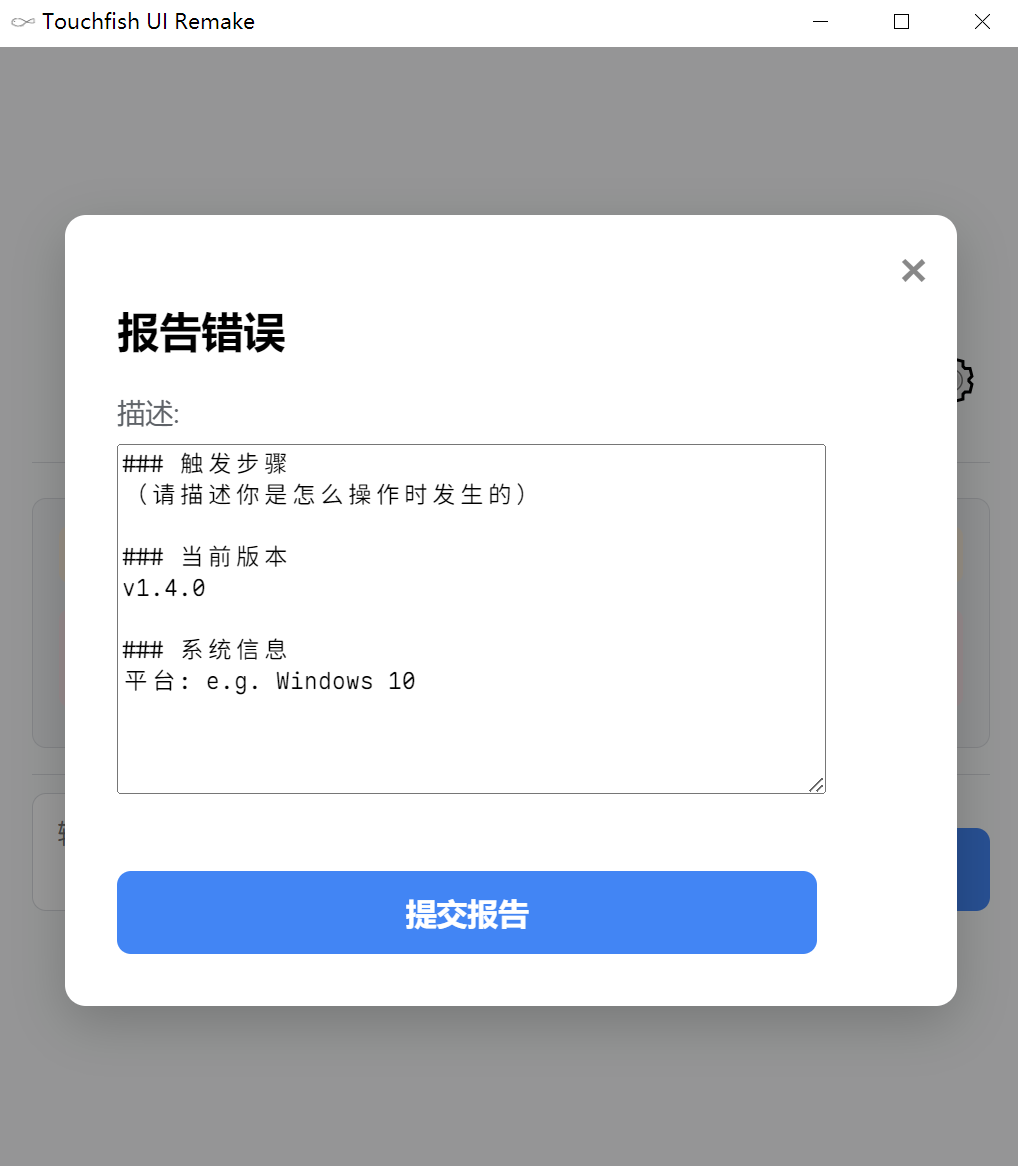 Touchfish UI Remake
报告错误
描述:
### 触发步骤
（请描述你是怎么操作时发生的）
### 当前版本
v1.4.0
### 系统信息
平台: e.g. Windows 10
提交报告